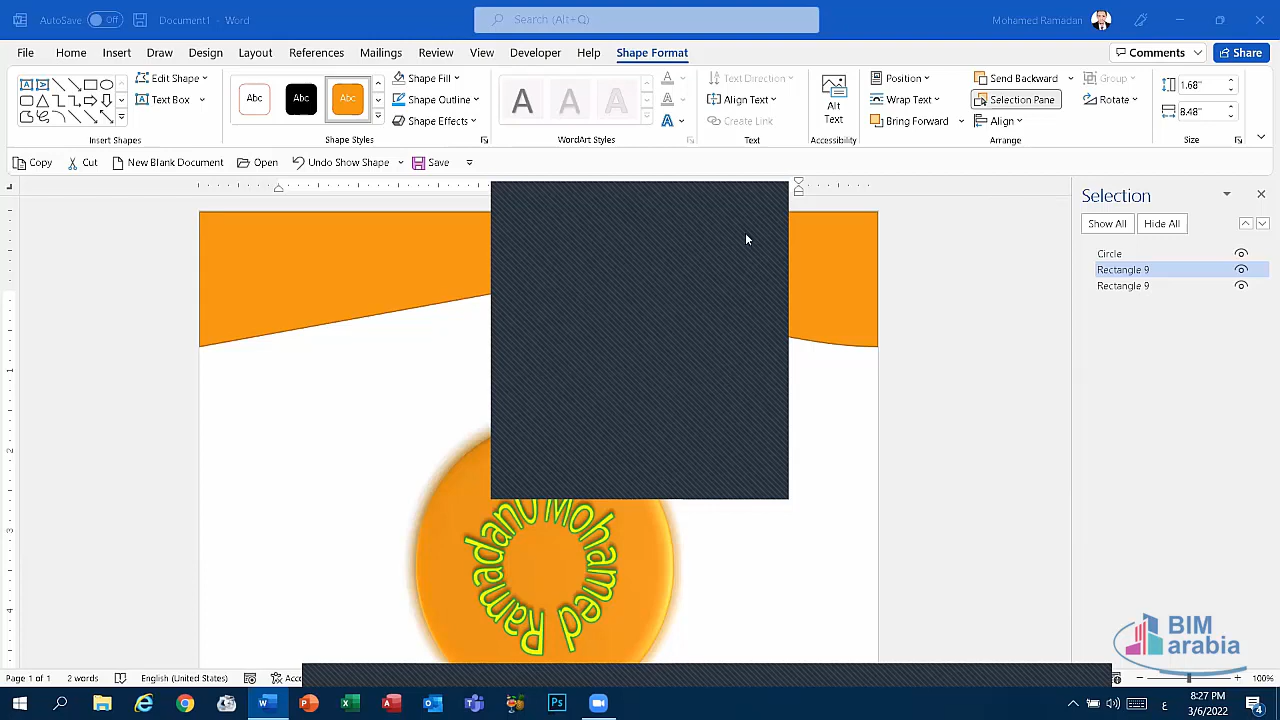 AutoSave Off Document1 - Word Search (Alt+Q) Mohamed Ramadan
File Home Insert Draw Design Layout References Mailings Review View Developer Help Shape Format Comments Share
Edit Shape
Text Box
Insert Shapes
Abc Abc Abc
Shape Fill
Shape Outline
Shape Effects
Shape Styles
A A A
WordArt Styles
Text Direction
Align Text
Create Link
Text
Alt
Text
Accessibility
Position
Wrap Text
Bring Forward
Send Backward
Selection Pane
Align
Group
Rotate
Arrange
1.68"
8.48"
Size
Copy Cut New Blank Document Open Undo Show Shape Save
Selection
Show All Hide All
Circle
Rectangle 9
Rectangle 9
1
2
3
4
Mohamed Ramadan
BIM
arabia
Page 1 of 1 2 words English (United States) 100%
8:27 PM
3/6/2022
4